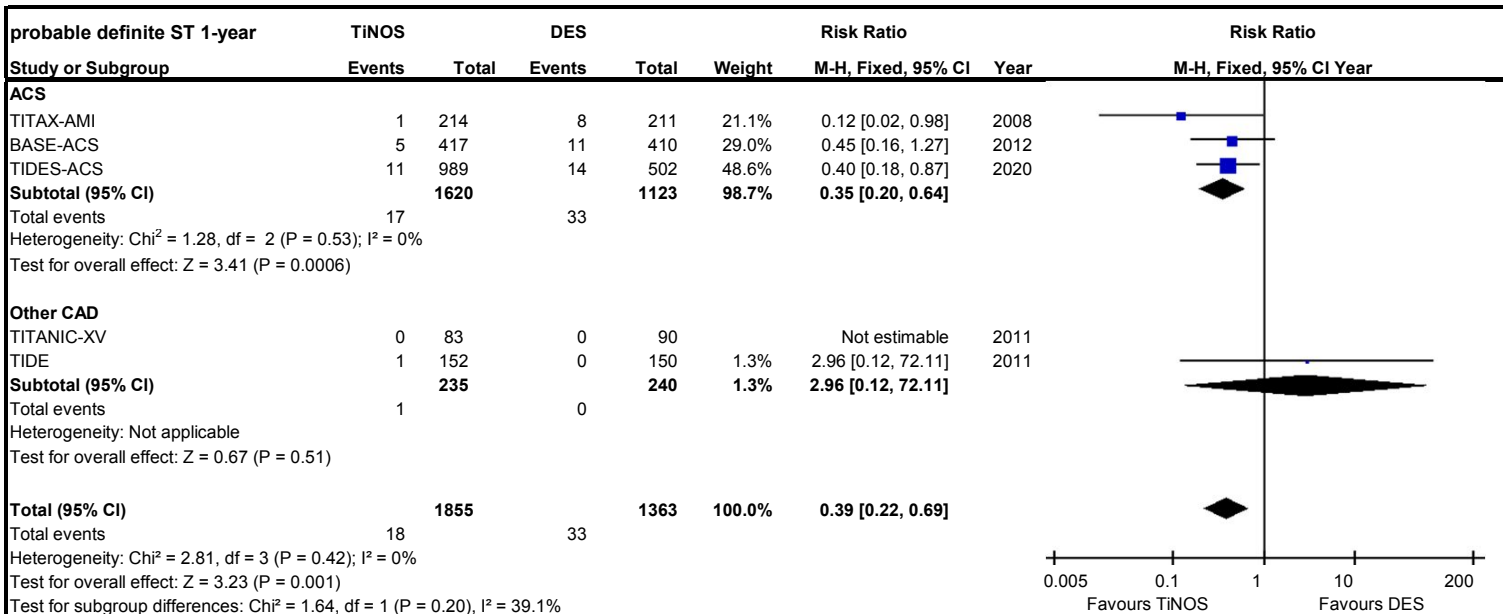 probable definite ST 1-year TiNOS DES Risk Ratio Risk Ratio
Study or Subgroup Events Total Events Total Weight M-H, Fixed, 95% CI Year M-H, Fixed, 95% CI Year
ACS
TITAX-AMI 1 214 8 211 21.1% 0.12 [0.02, 0.98] 2008
BASE-ACS 5 417 11 410 29.0% 0.45 [0.16, 1.27] 2012
TIDES-ACS 11 989 14 502 48.6% 0.40 [0.18, 0.87] 2020
Subtotal (95% CI) 1620 1123 98.7% 0.35 [0.20, 0.64]
Total events 17 33
Heterogeneity: Chi² = 1.28, df = 2 (P = 0.53); I² = 0%
Test for overall effect: Z = 3.41 (P = 0.0006)
Other CAD
TITANIC-XV 0 83 0 90 Not estimable 2011
TIDE 1 152 0 150 1.3% 2.96 [0.12, 72.11] 2011
Subtotal (95% CI) 235 240 1.3% 2.96 [0.12, 72.11]
Total events 1 0
Heterogeneity: Not applicable
Test for overall effect: Z = 0.67 (P = 0.51)
Total (95% CI) 1855 1363 100.0% 0.39 [0.22, 0.69]
Total events 18 33
Heterogeneity: Chi² = 2.81, df = 3 (P = 0.42); I² = 0%
Test for overall effect: Z = 3.23 (P = 0.001)
Test for subgroup differences: Chi² = 1.64, df = 1 (P = 0.20), I² = 39.1%
0.005 0.1 1 10 200
Favours TiNOS Favours DES